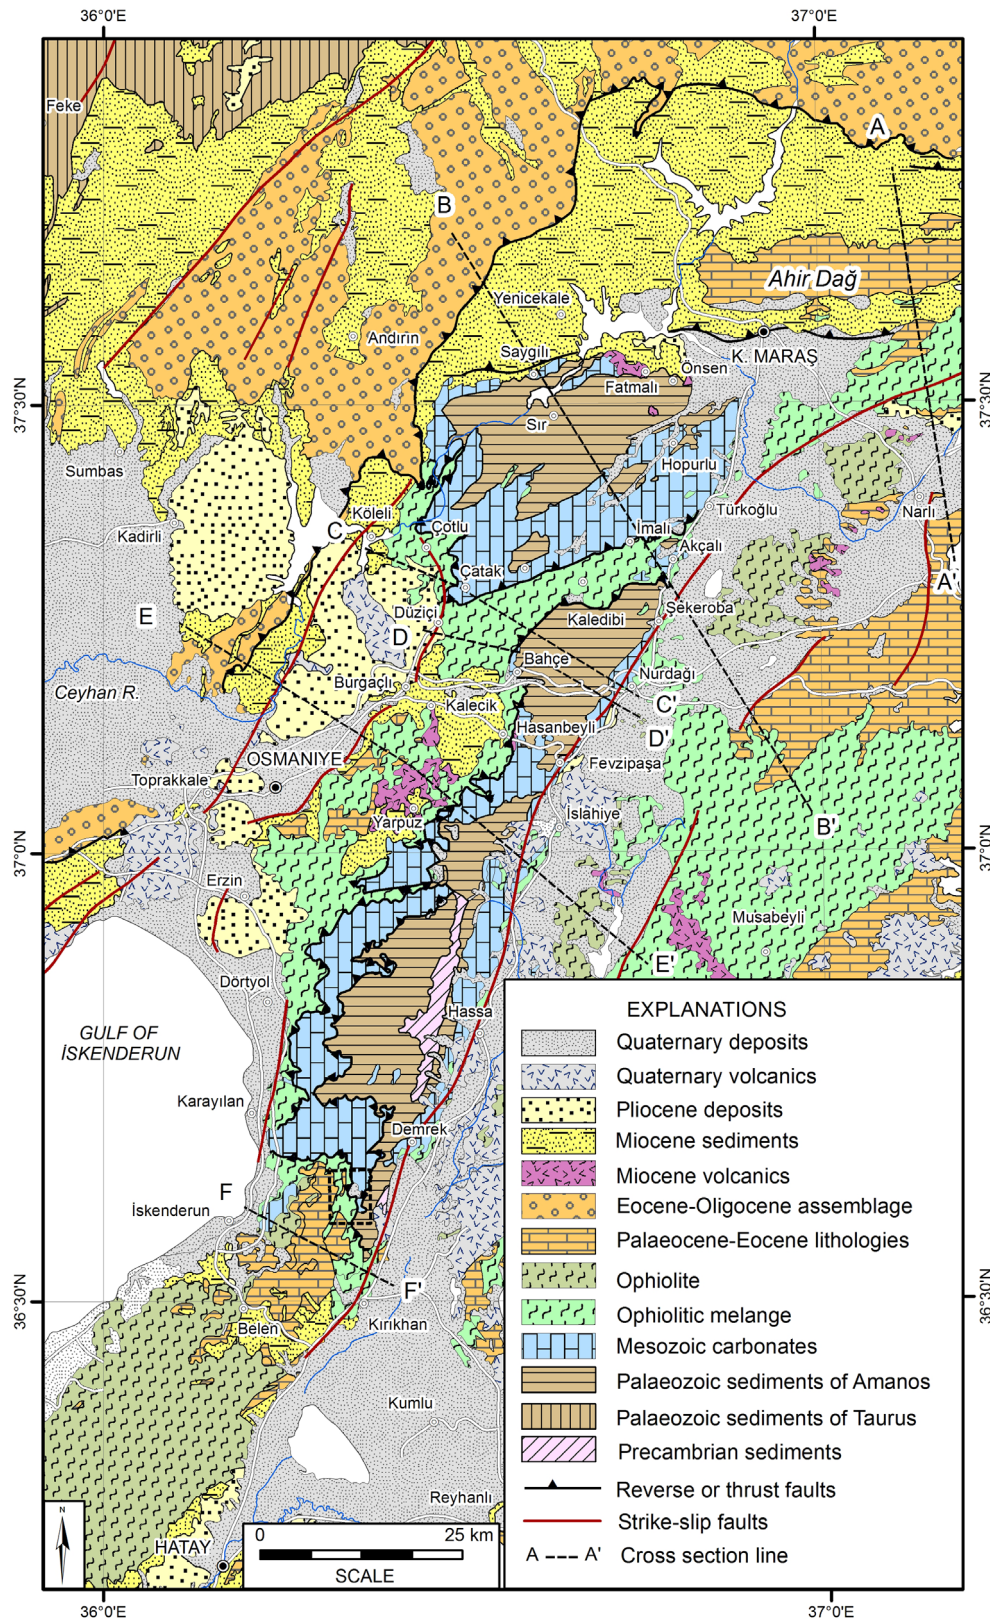 36°0'E
37°0'E
Feke
A
B
Ahir Dağ
Yenicekale
Andırin
K. MARAŞ
Saygılı
Onsen
Fatmalı
37°30'N
37°30'N
Sır
Sumbas
Hopurlu
Türkoğlu
Narlı
Köleli
C
Kadirli
Çotlu
İmalı
Akçalı
Çatak
A'
Şekeroba
Düziçi
Kaledibi
E
D
Bahçe
Nurdağı
Burgaçlı
Ceyhan R.
Kalecik
C'
Hasanbeyli
D'
OSMANIYE
Fevzipaşa
Toprakkale
Yarpuz
İslahiye
B'
37°0'N
37°0'N
Erzin
Musabeyli
E'
Dörtyol
Hassa
GULF OF
İSKENDERUN
Karayılan
Demrek
F
İskenderun
F'
36°30'N
36°30'N
Belen
Kırıkhan
Kumlu
Reyhanlı
HATAY
N
0 25 km
SCALE
EXPLANATIONS
Quaternary deposits
Quaternary volcanics
Pliocene deposits
Miocene sediments
Miocene volcanics
Eocene-Oligocene assemblage
Palaeocene-Eocene lithologies
Ophiolite
Ophiolitic melange
Mesozoic carbonates
Palaeozoic sediments of Amanos
Palaeozoic sediments of Taurus
Precambrian sediments
Reverse or thrust faults
Strike-slip faults
A A' Cross section line
36°0'E
37°0'E